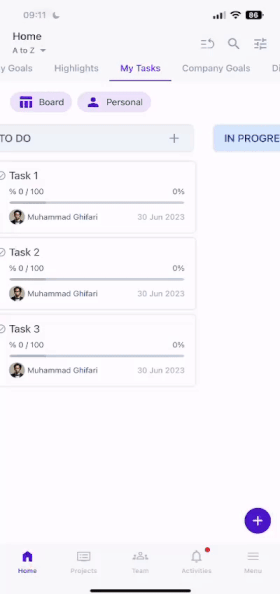 09:11
86
Home
A to Z
y Goals Highlights My Tasks Company Goals Di
Board Personal
TO DO + IN PROGRE
Task 1
% 0 / 100 0%
Muhammad Ghifari 30 Jun 2023
Task 2
% 0 / 100 0%
Muhammad Ghifari 30 Jun 2023
Task 3
% 0 / 100 0%
Muhammad Ghifari 30 Jun 2023
+
Home Projects Team Activities Menu